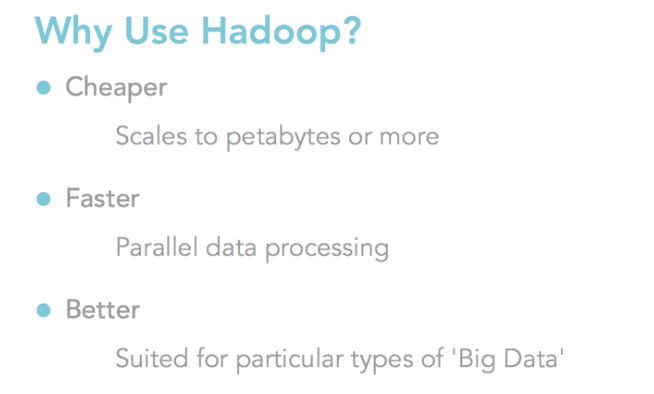 Why Use Hadoop?
Cheaper
Scales to petabytes or more
Faster
Parallel data processing
Better
Suited for particular types of 'Big Data'